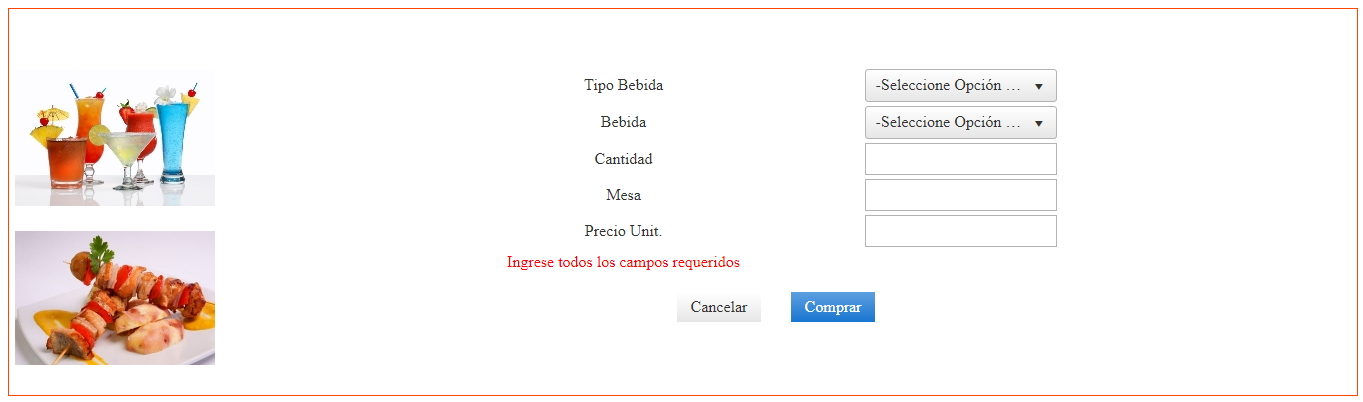 Tipo Bebida -Seleccione Opción ...
Bebida -Seleccione Opción ...
Cantidad
Mesa
Precio Unit.
Ingrese todos los campos requeridos
Cancelar Comprar